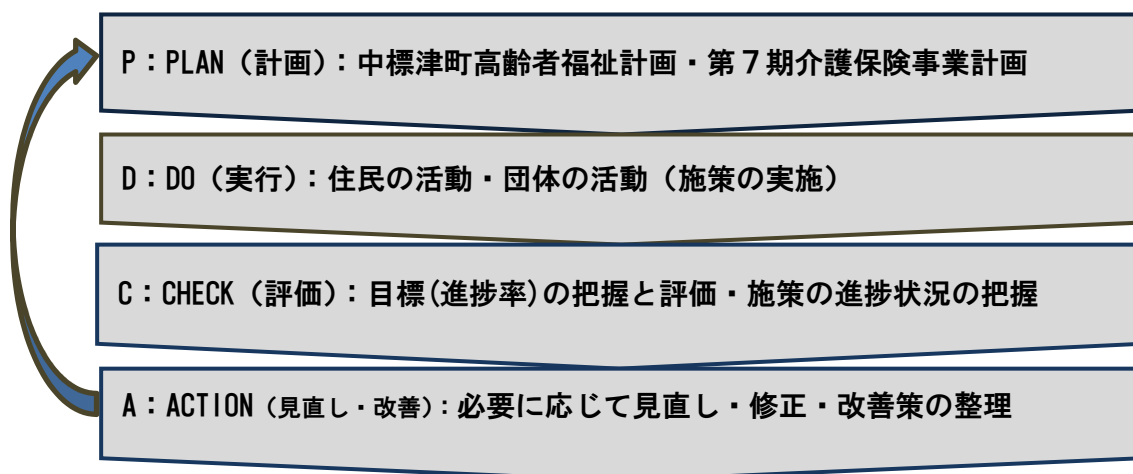 P：PLAN（計画）：中標津町高齢者福祉計画・第７期介護保険事業計画
D：DO（実行）：住民の活動・団体の活動（施策の実施）
C：CHECK（評価）：目標(進捗率)の把握と評価・施策の進捗状況の把握
A：ACTION（見直し・改善）：必要に応じて見直し・修正・改善策の整理